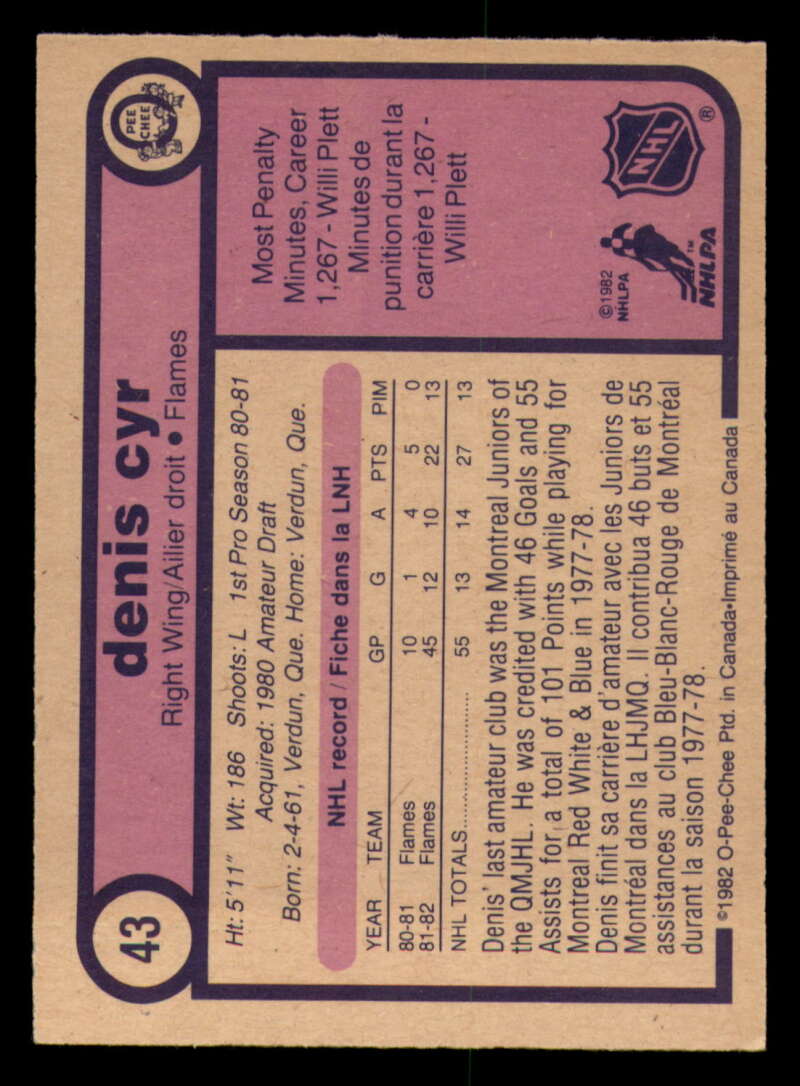 43
denis cyr
Right Wing/Ailier droit • Flames
O
PEE
CHEE
Ht: 5'11" Wt: 186 Shoots: L 1st Pro Season 80-81
Acquired: 1980 Amateur Draft
Born: 2-4-61, Verdun, Que. Home: Verdun, Que.
NHL record / Fiche dans la LNH
YEAR TEAM GP G A PTS PIM
80-81 Flames 10 1 4 5 0
81-82 Flames 45 12 10 22 13
NHL TOTALS.................... 55 13 14 27 13
Denis' last amateur club was the Montreal Juniors of
the QMJHL. He was credited with 46 Goals and 55
Assists for a total of 101 Points while playing for
Montreal Red White & Blue in 1977-78.
Denis finit sa carrière d'amateur avec les Juniors de
Montréal dans la LHJMQ. Il contribua 46 buts et 55
assistances au club Bleu-Blanc-Rouge de Montréal
durant la saison 1977-78.
©1982 O-Pee-Chee Ptd. in Canada•Imprimé au Canada
Most Penalty
Minutes, Career
1,267 - Willi Plett
Minutes de
punition durant la
carrière 1,267 -
Willi Plett
©1982
NHLPA
TM
NHLPA
NHL
®